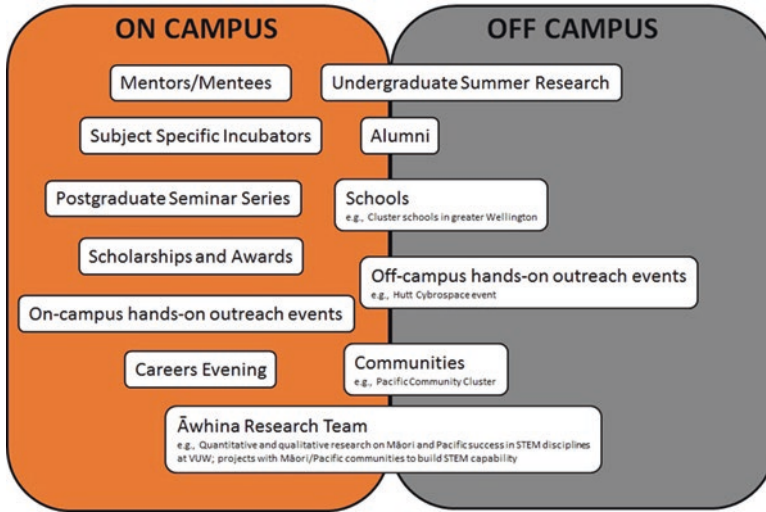 ON CAMPUS
OFF CAMPUS
Mentors/Mentees
Undergraduate Summer Research
Subject Specific Incubators
Alumni
Postgraduate Seminar Series
Schools
e.g., Cluster schools in greater Wellington
Scholarships and Awards
Off-campus hands-on outreach events
e.g., Hutt Cybrospace event
On-campus hands-on outreach events
Careers Evening
Communities
e.g., Pacific Community Cluster
Āwhina Research Team
e.g., Quantitative and qualitative research on Māori and Pacific success in STEM disciplines
at VUW; projects with Māori/Pacific communities to build STEM capability